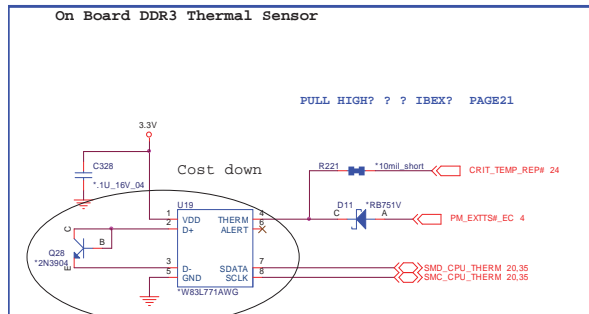 On Board DDR3 Thermal Sensor
PULL HIGH? ? ? IBEX? PAGE21
3.3V
C328
*.1U_16V_04
Cost down
R221
*10mil_short
CRIT_TEMP_REP# 24
U19
D11
*RB751V
1
VDD
THERM
4
C
A
PM_EXTTS#_EC 4
2
D+
ALERT
6
C
B
Q28
*2N3904
E
3
D-
SDATA
7
SMD_CPU_THERM 20,35
5
GND
SCLK
8
SMC_CPU_THERM 20,35
*W83L771AWG